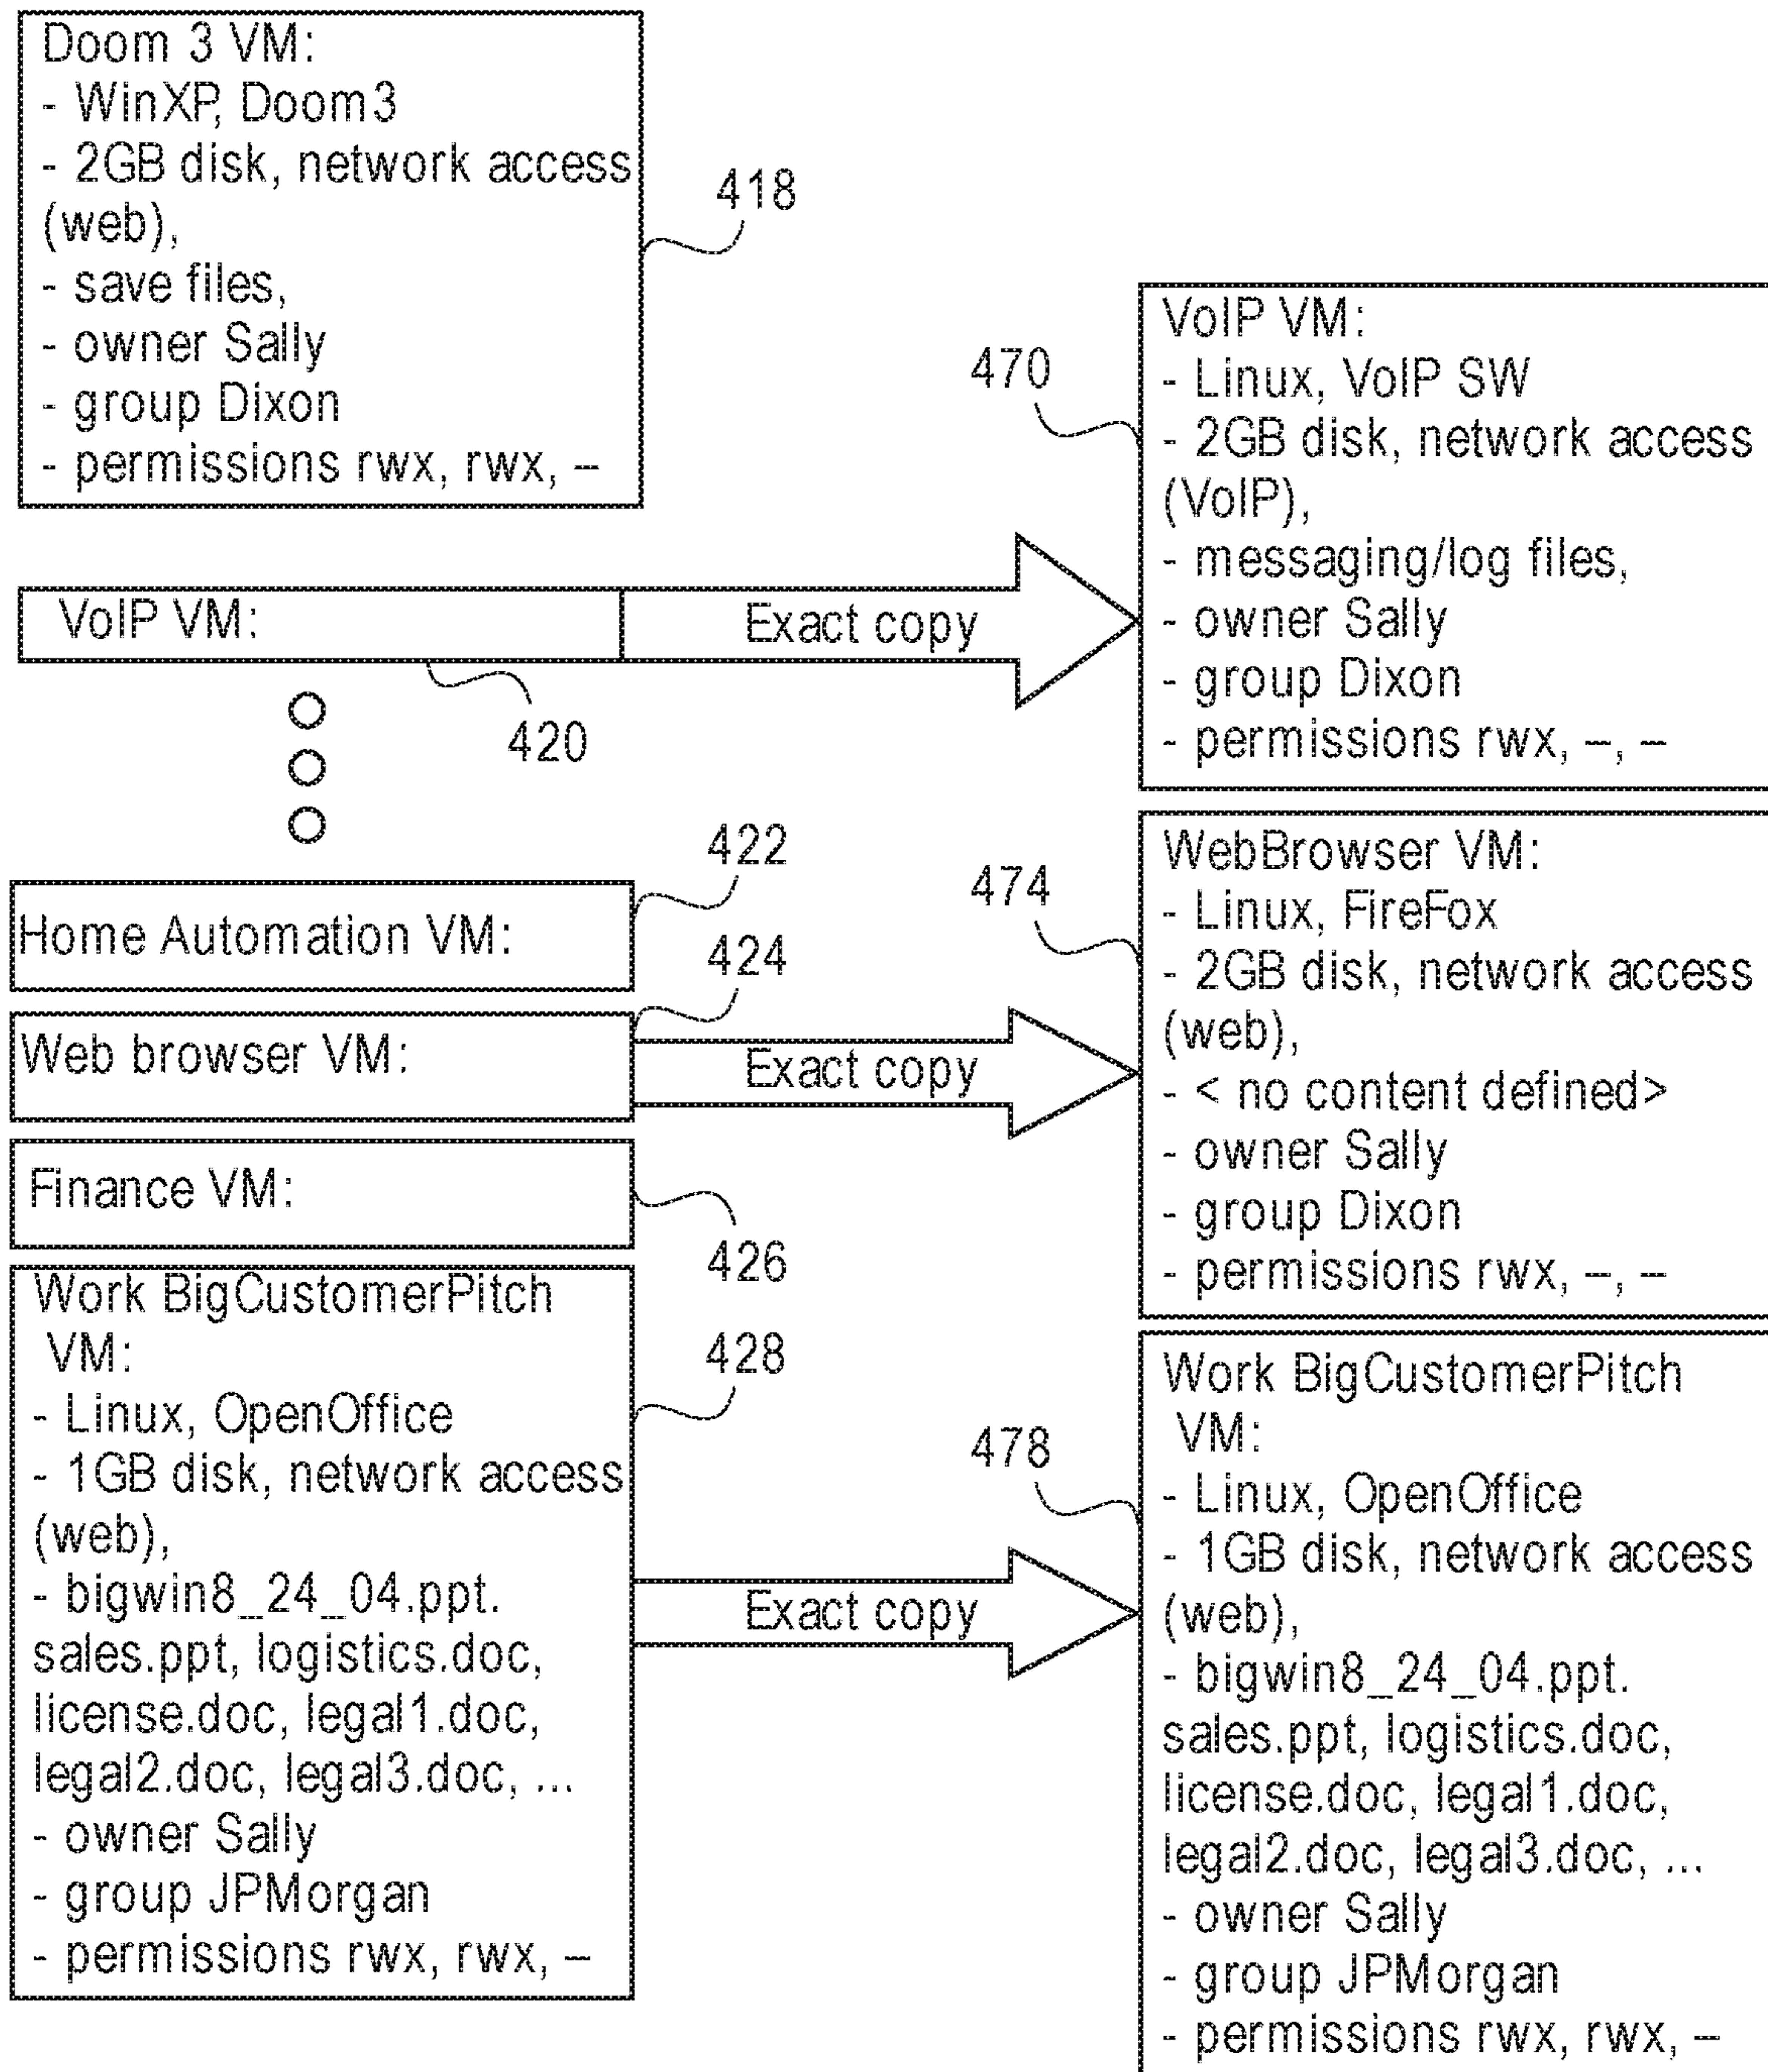 Doom 3 VM:
- WinXP, Doom3
- 2GB disk, network access
(web),
- save files,
- owner Sally
- group Dixon
- permissions rwx, rwx, –
418
VoIP VM:
420
Exact copy
470
VoIP VM:
- Linux, VoIP SW
- 2GB disk, network access
(VoIP),
- messaging/log files,
- owner Sally
- group Dixon
- permissions rwx, –, –
Home Automation VM:
422
Web browser VM:
424
Exact copy
474
WebBrowser VM:
- Linux, FireFox
- 2GB disk, network access
(web),
- < no content defined>
- owner Sally
- group Dixon
- permissions rwx, –, –
Finance VM:
426
Work BigCustomerPitch
VM:
- Linux, OpenOffice
- 1GB disk, network access
(web),
- bigwin8_24_04.ppt.
sales.ppt, logistics.doc,
license.doc, legal1.doc,
legal2.doc, legal3.doc, ...
- owner Sally
- group JPMorgan
- permissions rwx, rwx, –
428
Exact copy
478
Work BigCustomerPitch
VM:
- Linux, OpenOffice
- 1GB disk, network access
(web),
- bigwin8_24_04.ppt.
sales.ppt, logistics.doc,
license.doc, legal1.doc,
legal2.doc, legal3.doc, ...
- owner Sally
- group JPMorgan
- permissions rwx, rwx, –